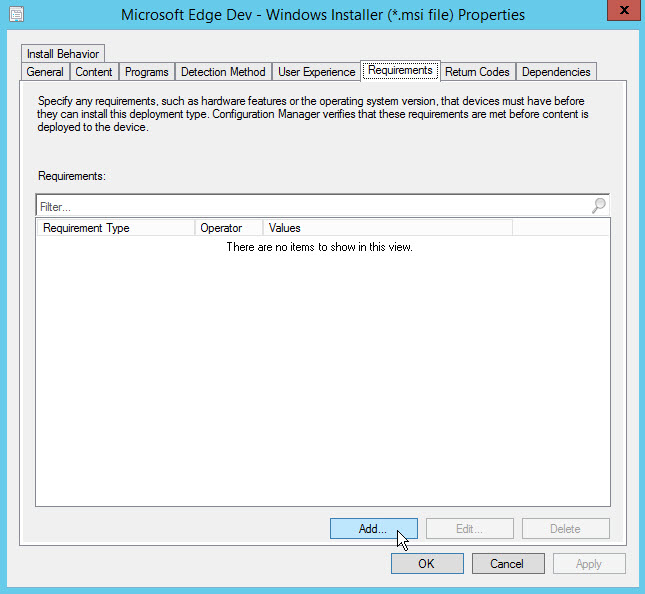 Microsoft Edge Dev - Windows Installer (*.msi file) Properties
x
Install Behavior
General Content Programs Detection Method User Experience Requirements Return Codes Dependencies
Specify any requirements, such as hardware features or the operating system version, that devices must have before
they can install this deployment type. Configuration Manager verifies that these requirements are met before content is
deployed to the device.
Requirements:
Filter...
Requirement Type Operator Values
There are no items to show in this view.
Add... Edit... Delete
OK Cancel Apply